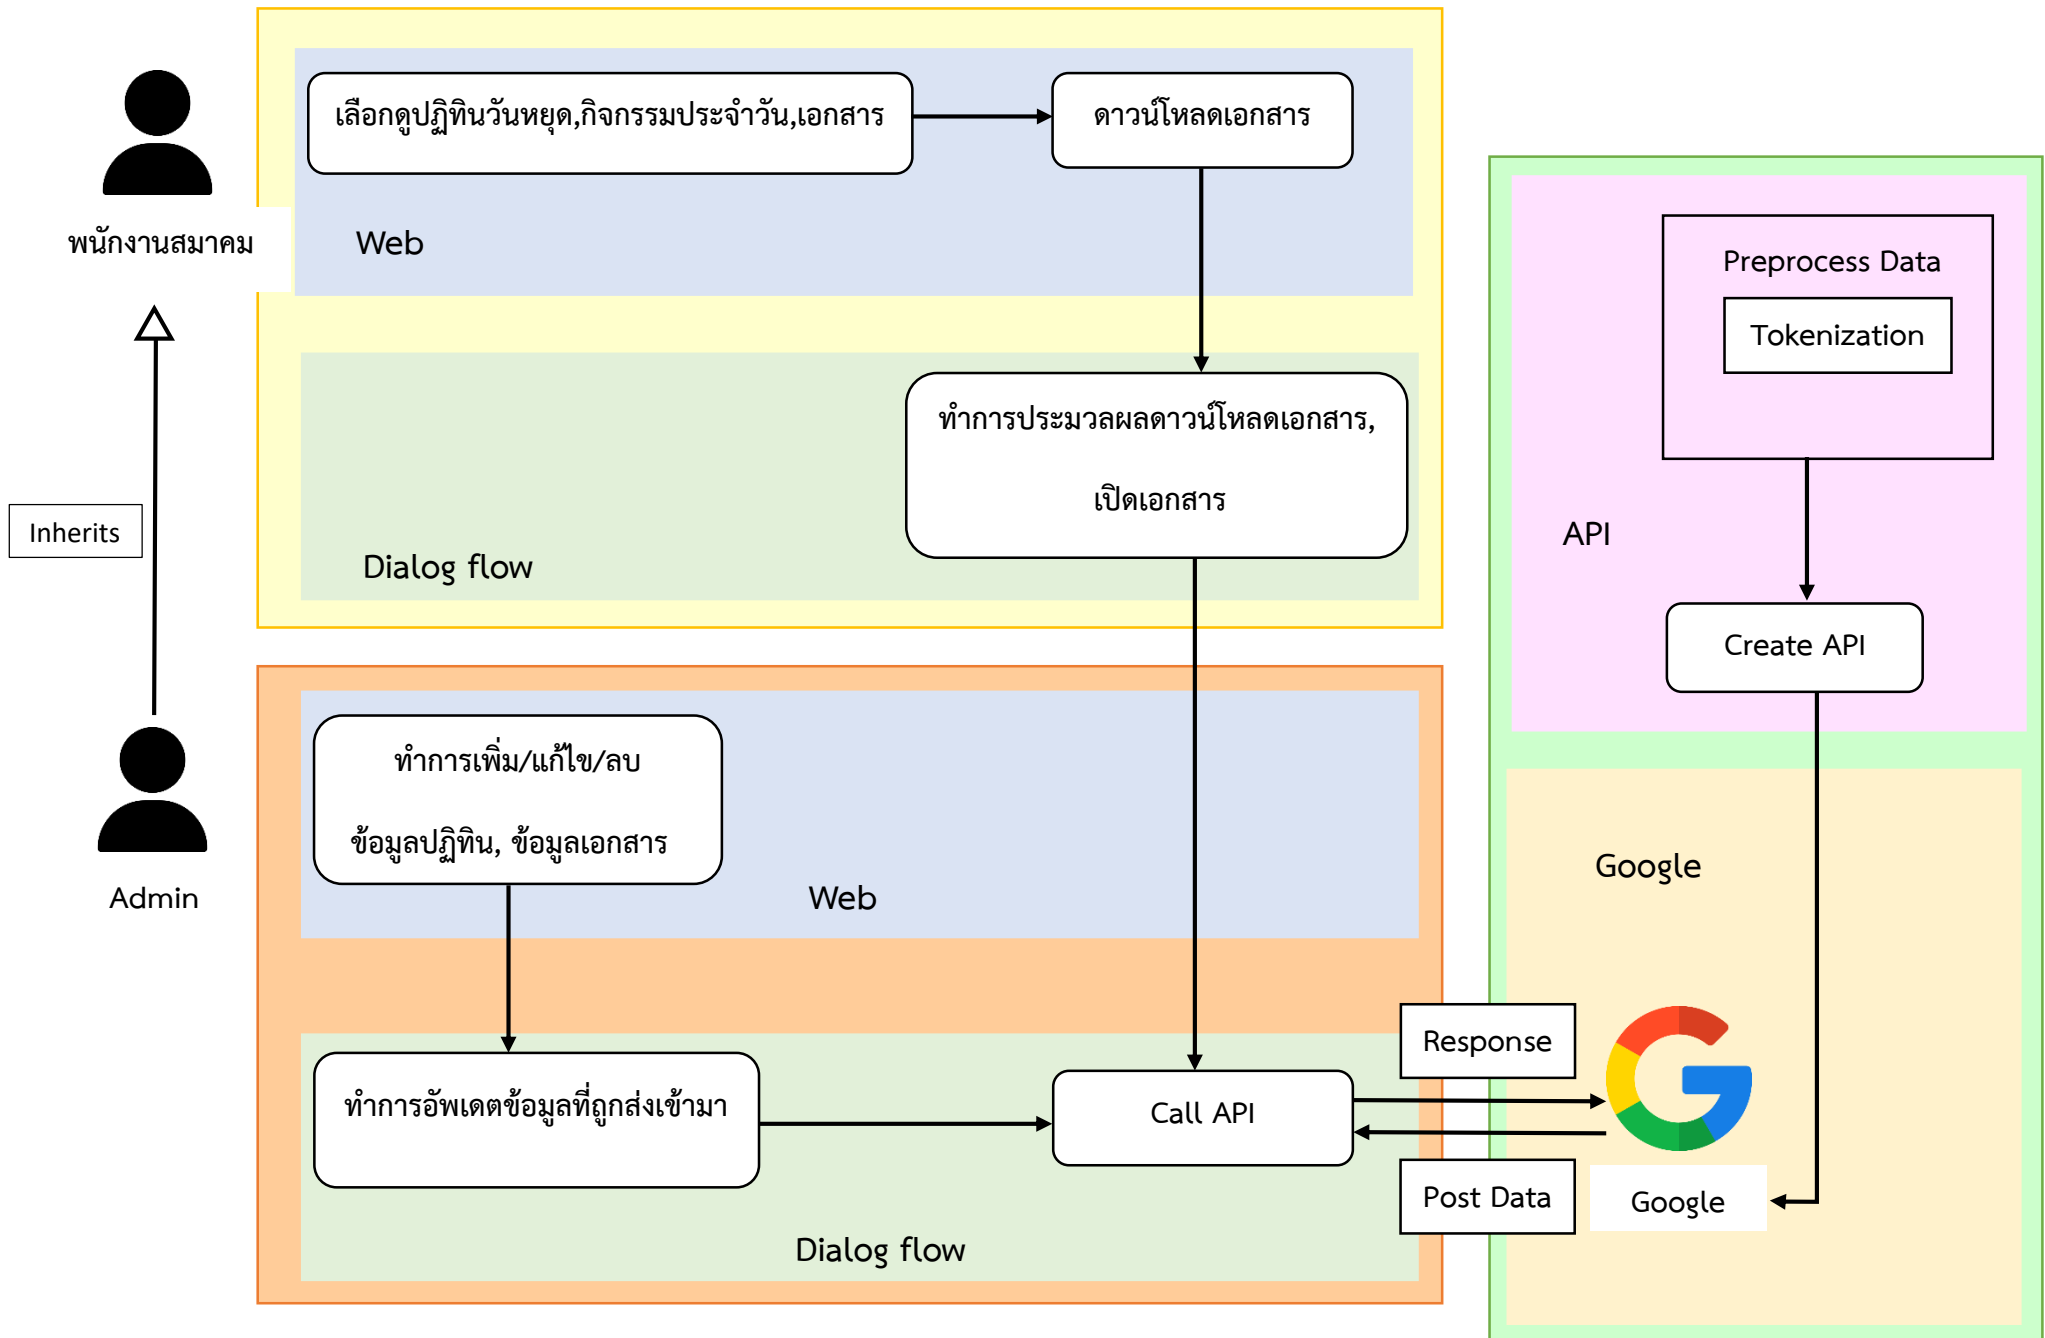 เลือกดูปฏิทินวันหยุด,กิจกรรมประจำวัน,เอกสาร
ดาวน์โหลดเอกสาร
พนักงานสมาคม
Web
ทำการประมวลผลดาวน์โหลดเอกสาร,
เปิดเอกสาร
Dialog flow
Inherits
Admin
ทำการเพิ่ม/แก้ไข/ลบ
ข้อมูลปฏิทิน, ข้อมูลเอกสาร
Web
ทำการอัพเดตข้อมูลที่ถูกส่งเข้ามา
Call API
Dialog flow
Response
Post Data
Preprocess Data
Tokenization
API
Create API
Google
Google